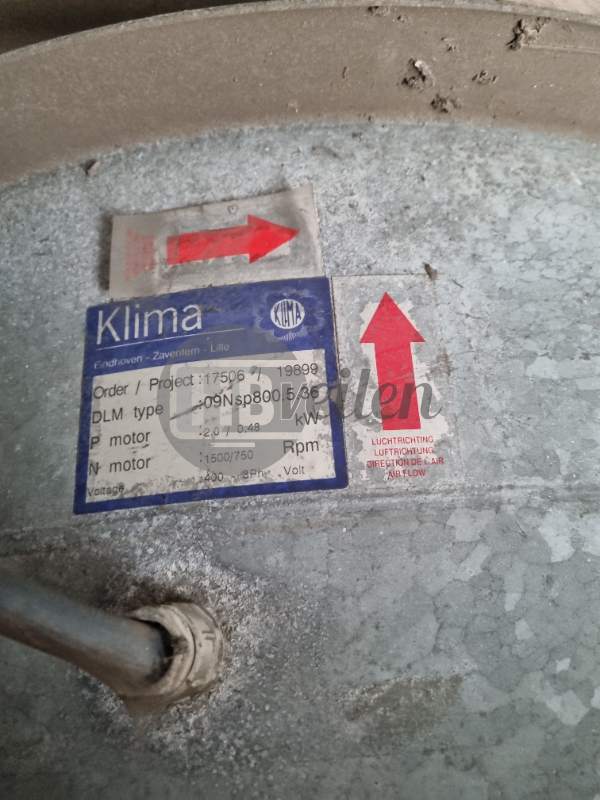 Klima
KLIMA
Eindhoven - Zaventem - Lille
Order / Project : 17506 / 19899
DLM type : 09Nsp800.5.36
P motor : 2,0 / 0,48 kW
N motor : 1500/750 Rpm
Voltage : 400 - 3Ph Volt
LUCHTRICHTING
LUFTRICHTUNG
DIRECTION DE L'AIR
AIR FLOW
HBveilen